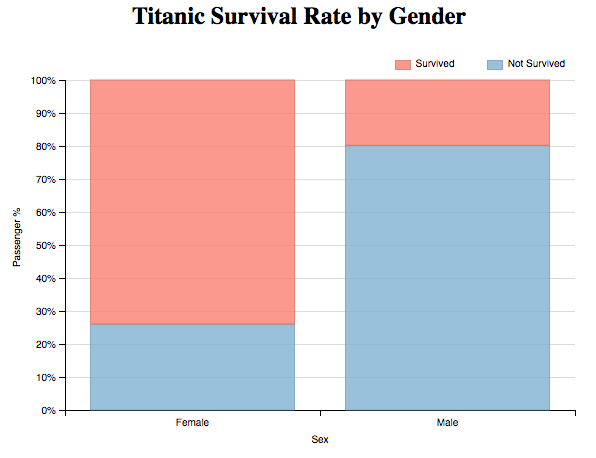 Titanic Survival Rate by Gender
Survived
Not Survived
100%
90%
80%
70%
60%
50%
40%
30%
20%
10%
0%
Passenger %
Female
Male
Sex